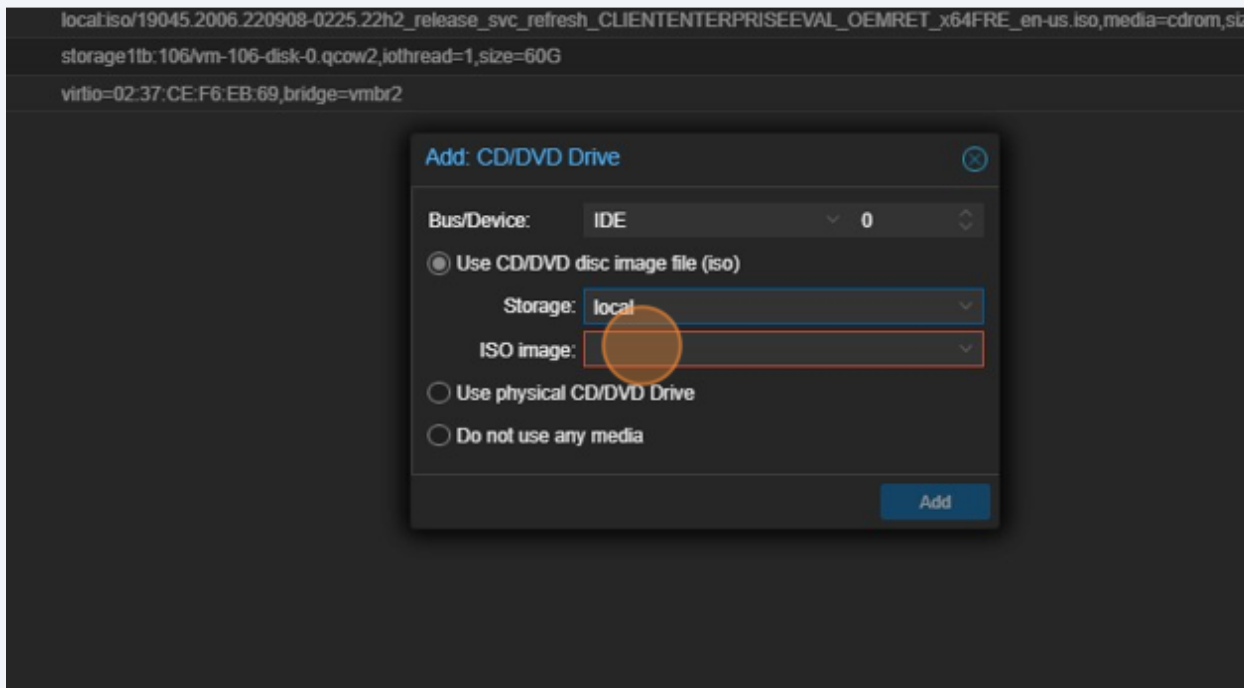 local:iso/19045.2006.220908-0225.22h2_release_svc_refresh_CLIENTENTERPRISEEVAL_OEMRET_x64FRE_en-us.iso,media=cdrom,siz
storage1tb:106/vm-106-disk-0.qcow2,iothread=1,size=60G
virtio=02:37:CE:F6:EB:69,bridge=vmbr2
Add: CD/DVD Drive
Bus/Device: IDE 0
Use CD/DVD disc image file (iso)
Storage: local
ISO image:
Use physical CD/DVD Drive
Do not use any media
Add